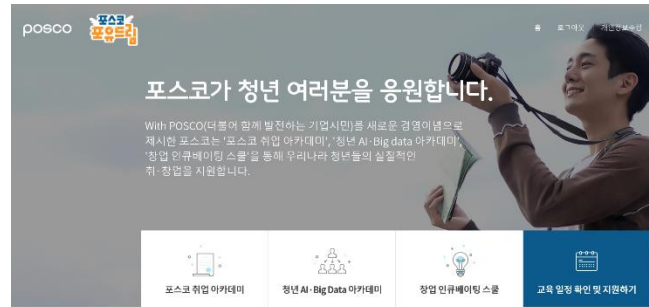 posco
포스코
포유드림
홈 로그아웃 개인정보수정
포스코가 청년 여러분을 응원합니다.
With POSCO(더불어 함께 발전하는 기업시민)를 새로운 경영이념으로
제시한 포스코는 '포스코 취업 아카데미', '청년 AI·Big data 아카데미',
'창업 인큐베이팅 스쿨'을 통해 우리나라 청년들의 실질적인
취·창업을 지원합니다.
포스코 취업 아카데미
청년 AI·Big Data 아카데미
창업 인큐베이팅 스쿨
교육 일정 확인 및 지원하기